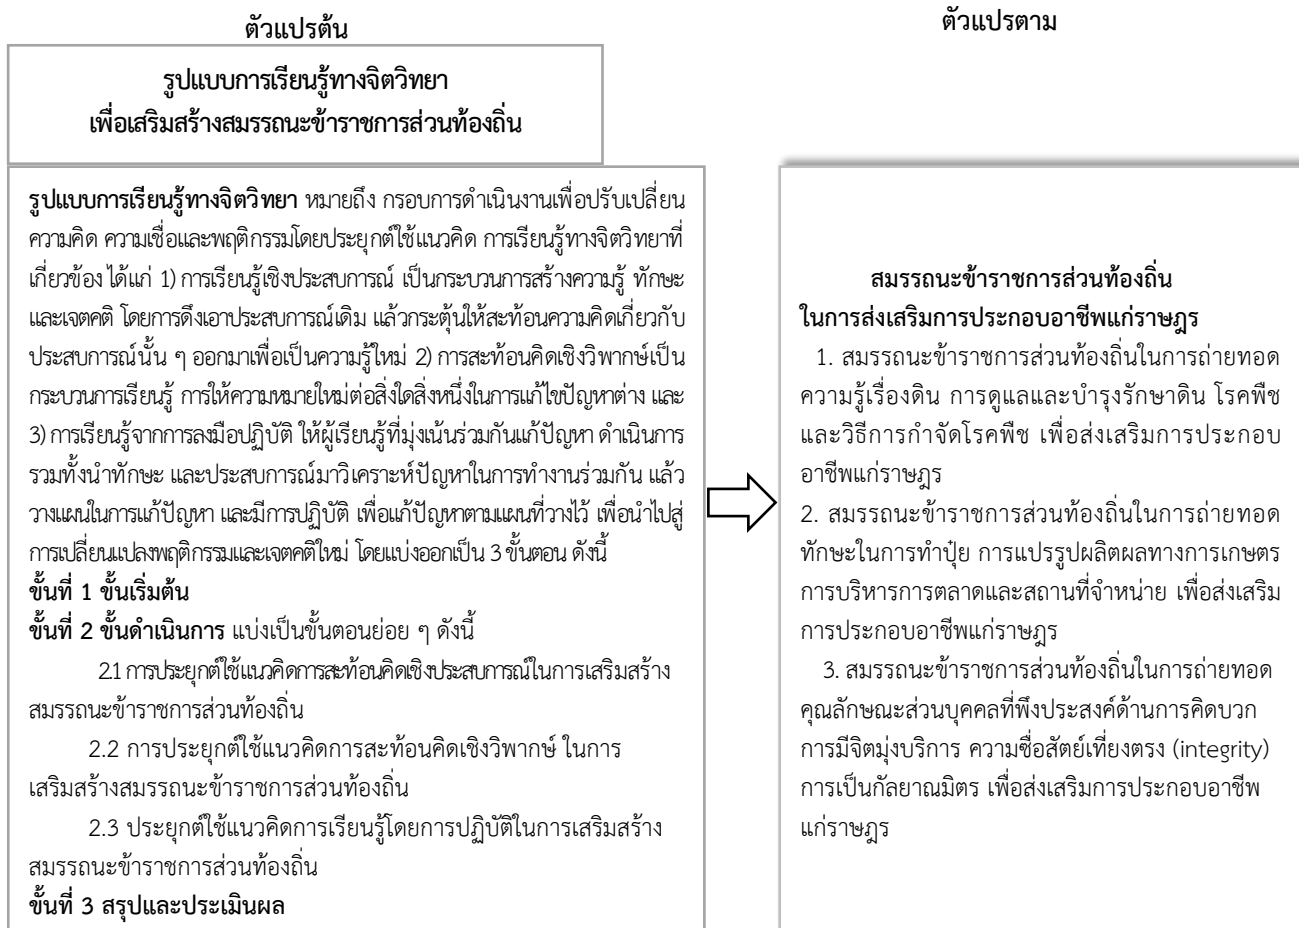 ตัวแปรต้น
รูปแบบการเรียนรู้ทางจิตวิทยา
เพื่อเสริมสร้างสมรรถนะข้าราชการส่วนท้องถิ่น
รูปแบบการเรียนรู้ทางจิตวิทยา หมายถึง กรอบการดำเนินงานเพื่อปรับเปลี่ยน
ความคิด ความเชื่อและพฤติกรรมโดยประยุกต์ใช้แนวคิด การเรียนรู้ทางจิตวิทยาที่
เกี่ยวข้อง ได้แก่ 1) การเรียนรู้เชิงประสบการณ์ เป็นกระบวนการสร้างความรู้ ทักษะ
และเจตคติ โดยการดึงเอาประสบการณ์เดิม แล้วกระตุ้นให้สะท้อนความคิดเกี่ยวกับ
ประสบการณ์นั้น ๆ ออกมาเพื่อเป็นความรู้ใหม่ 2) การสะท้อนคิดเชิงวิพากษ์เป็น
กระบวนการเรียนรู้ การให้ความหมายใหม่ต่อสิ่งใดสิ่งหนึ่งในการแก้ไขปัญหาต่าง และ
3) การเรียนรู้จากการลงมือปฏิบัติ ให้ผู้เรียนรู้ที่มุ่งเน้นร่วมกันแก้ปัญหา ดำเนินการ
รวมทั้งนำทักษะ และประสบการณ์มาวิเคราะห์ปัญหาในการทำงานร่วมกัน แล้ว
วางแผนในการแก้ปัญหา และมีการปฏิบัติ เพื่อแก้ปัญหาตามแผนที่วางไว้ เพื่อนำไปสู่
การเปลี่ยนแปลงพฤติกรรมและเจตคติใหม่ โดยแบ่งออกเป็น 3 ขั้นตอน ดังนี้
ขั้นที่ 1 ขั้นเริ่มต้น
ขั้นที่ 2 ขั้นดำเนินการ แบ่งเป็นขั้นตอนย่อย ๆ ดังนี้
2.1 การประยุกต์ใช้แนวคิดการสะท้อนคิดเชิงประสบการณ์ในการเสริมสร้าง
สมรรถนะข้าราชการส่วนท้องถิ่น
2.2 การประยุกต์ใช้แนวคิดการสะท้อนคิดเชิงวิพากษ์ ในการ
เสริมสร้างสมรรถนะข้าราชการส่วนท้องถิ่น
2.3 ประยุกต์ใช้แนวคิดการเรียนรู้โดยการปฏิบัติในการเสริมสร้าง
สมรรถนะข้าราชการส่วนท้องถิ่น
ขั้นที่ 3 สรุปและประเมินผล
ตัวแปรตาม
สมรรถนะข้าราชการส่วนท้องถิ่น
ในการส่งเสริมการประกอบอาชีพแก่ราษฎร
1. สมรรถนะข้าราชการส่วนท้องถิ่นในการถ่ายทอด
ความรู้เรื่องดิน การดูแลและบำรุงรักษาดิน โรคพืช
และวิธีการกำจัดโรคพืช เพื่อส่งเสริมการประกอบ
อาชีพแก่ราษฎร
2. สมรรถนะข้าราชการส่วนท้องถิ่นในการถ่ายทอด
ทักษะในการทำปุ๋ย การแปรรูปผลิตผลทางการเกษตร
การบริหารการตลาดและสถานที่จำหน่าย เพื่อส่งเสริม
การประกอบอาชีพแก่ราษฎร
3. สมรรถนะข้าราชการส่วนท้องถิ่นในการถ่ายทอด
คุณลักษณะส่วนบุคคลที่พึงประสงค์ด้านการคิดบวก
การมีจิตมุ่งบริการ ความซื่อสัตย์เที่ยงตรง (integrity)
การเป็นกัลยาณมิตร เพื่อส่งเสริมการประกอบอาชีพ
แก่ราษฎร